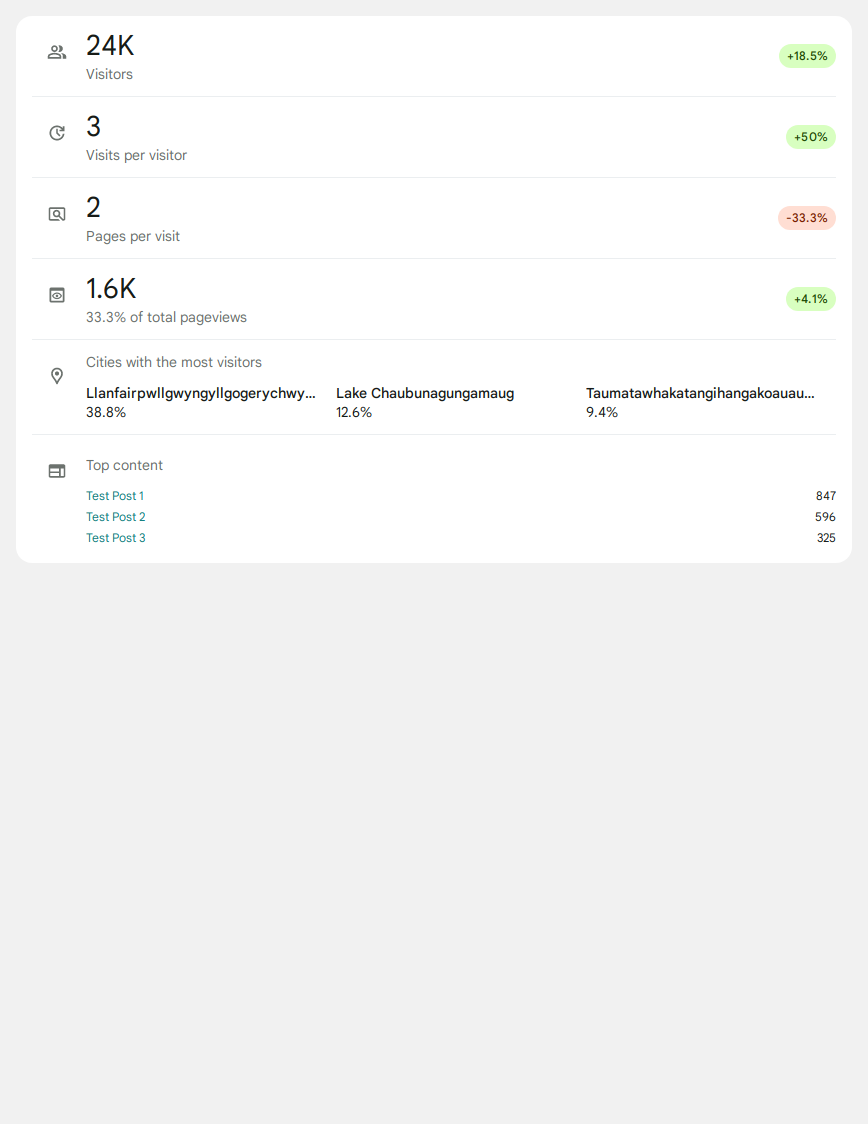 24K
Visitors
+18.5%
3
Visits per visitor
+50%
2
Pages per visit
-33.3%
1.6K
33.3% of total pageviews
+4.1%
Cities with the most visitors
Llanfairpwllgwyngyllgogerychwy... Lake Chaubunagungamaug Taumatawhakatangihangakoauau...
38.8% 12.6% 9.4%
Top content
Test Post 1 847
Test Post 2 596
Test Post 3 325